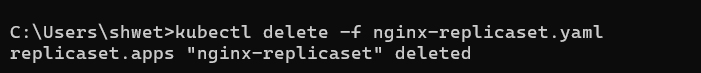 C:\Users\shwet>kubectl delete -f nginx-replicaset.yaml
replicaset.apps "nginx-replicaset" deleted